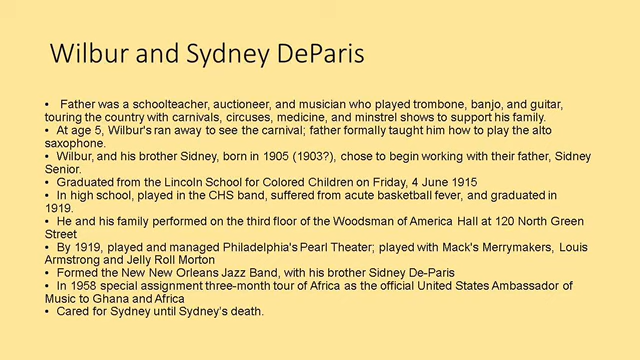 Wilbur and Sydney DeParis
• Father was a schoolteacher, auctioneer, and musician who played trombone, banjo, and guitar,
touring the country with carnivals, circuses, medicine, and minstrel shows to support his family.
• At age 5, Wilbur's ran away to see the carnival; father formally taught him how to play the alto
saxophone.
• Wilbur, and his brother Sidney, born in 1905 (1903?), chose to begin working with their father, Sidney
Senior.
• Graduated from the Lincoln School for Colored Children on Friday, 4 June 1915
• In high school, played in the CHS band, suffered from acute basketball fever, and graduated in
1919.
• He and his family performed on the third floor of the Woodsman of America Hall at 120 North Green
Street
• By 1919, played and managed Philadelphia's Pearl Theater; played with Mack's Merrymakers, Louis
Armstrong and Jelly Roll Morton
• Formed the New New Orleans Jazz Band, with his brother Sidney De-Paris
• In 1958 special assignment three-month tour of Africa as the official United States Ambassador of
Music to Ghana and Africa
• Cared for Sydney until Sydney’s death.